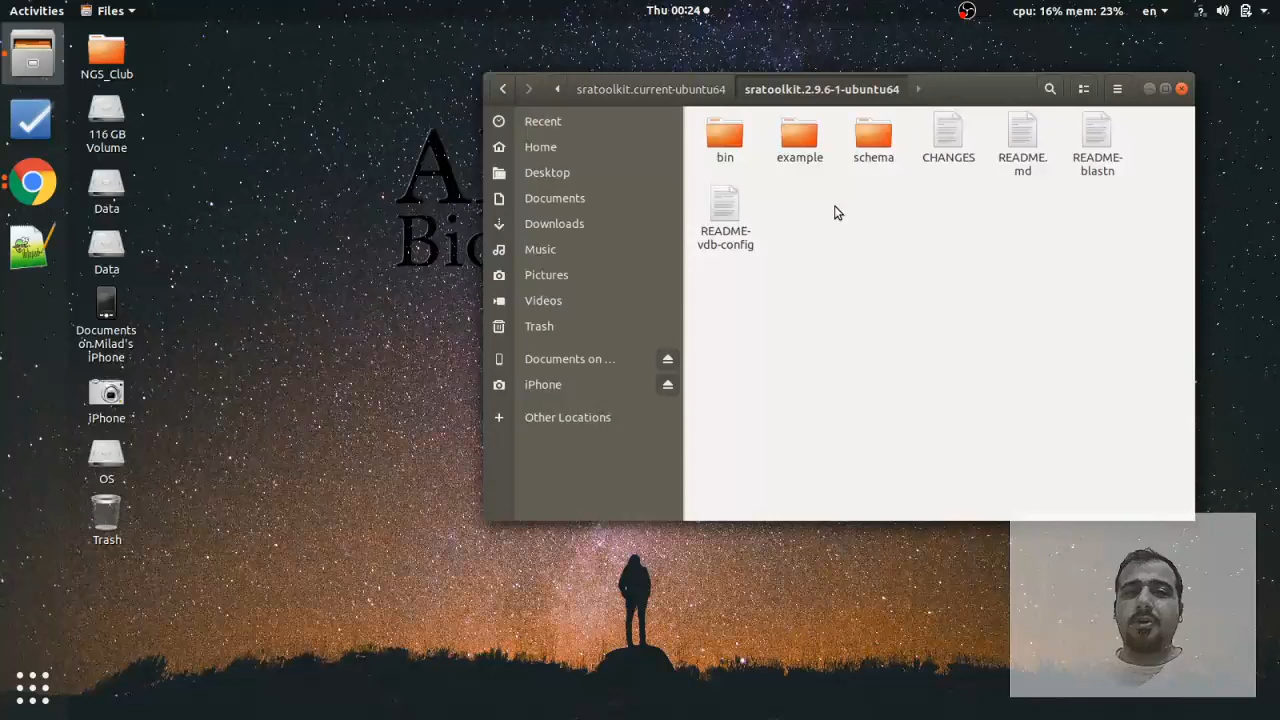 Activities
Files
Thu 00:24
cpu: 16% mem: 23%
en
NGS_Club
116 GB
Volume
Data
Data
Documents
on Milad's
iPhone
iPhone
OS
Trash
A
Bio
sratoolkit.current-ubuntu64
sratoolkit.2.9.6-1-ubuntu64
Recent
Home
Desktop
Documents
Downloads
Music
Pictures
Videos
Trash
Documents on ...
iPhone
Other Locations
bin
example
schema
CHANGES
README.
md
README-
blastn
README-
vdb-config